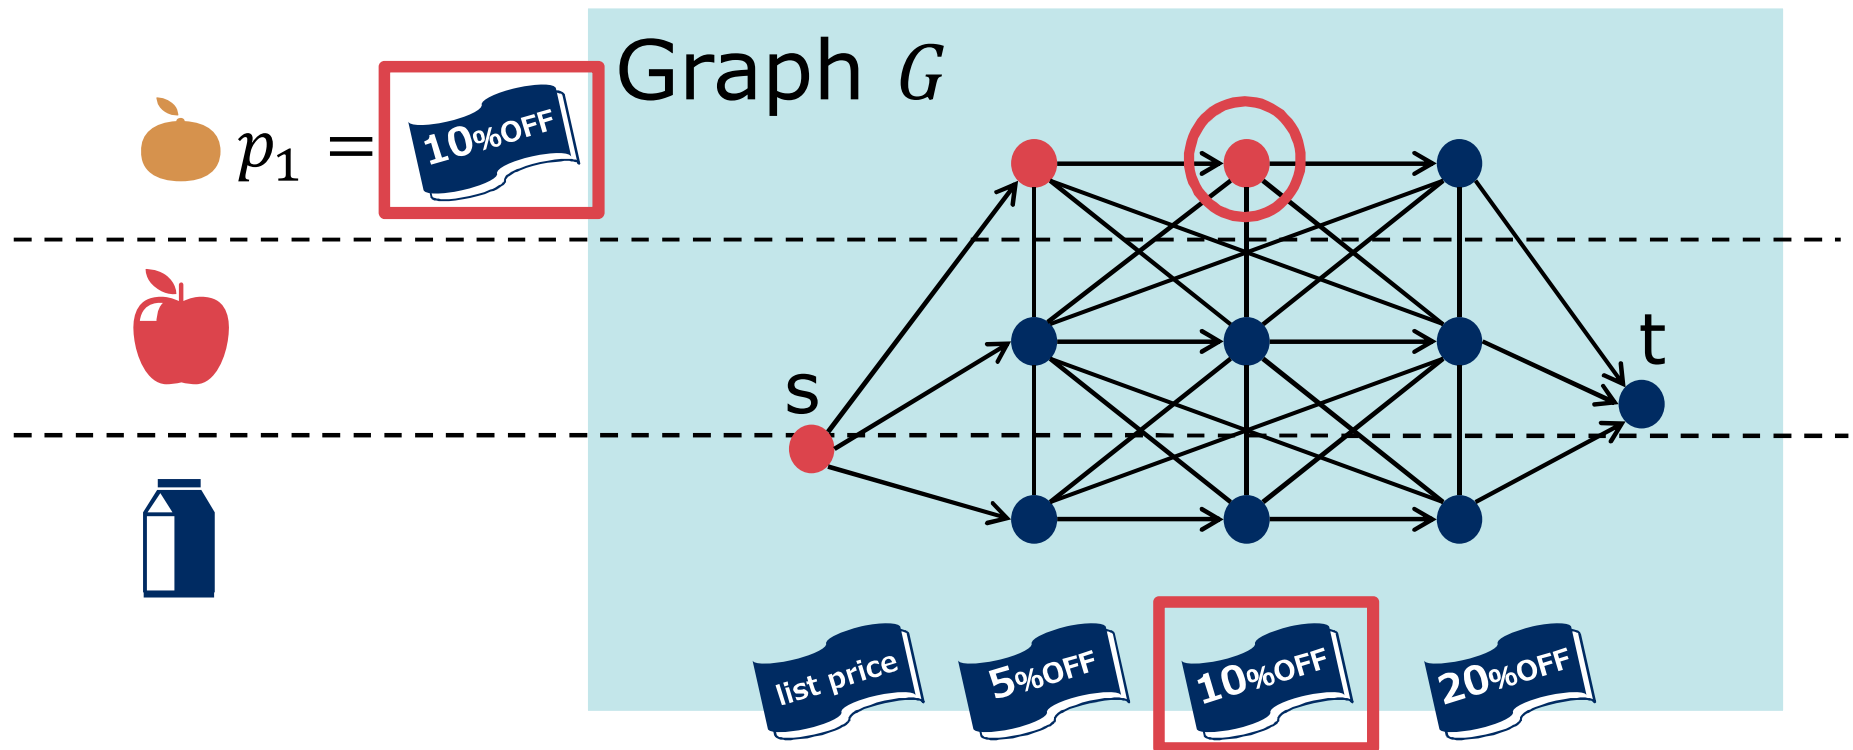 Graph G
p₁ = 10%OFF
s
t
list price
5%OFF
10%OFF
20%OFF